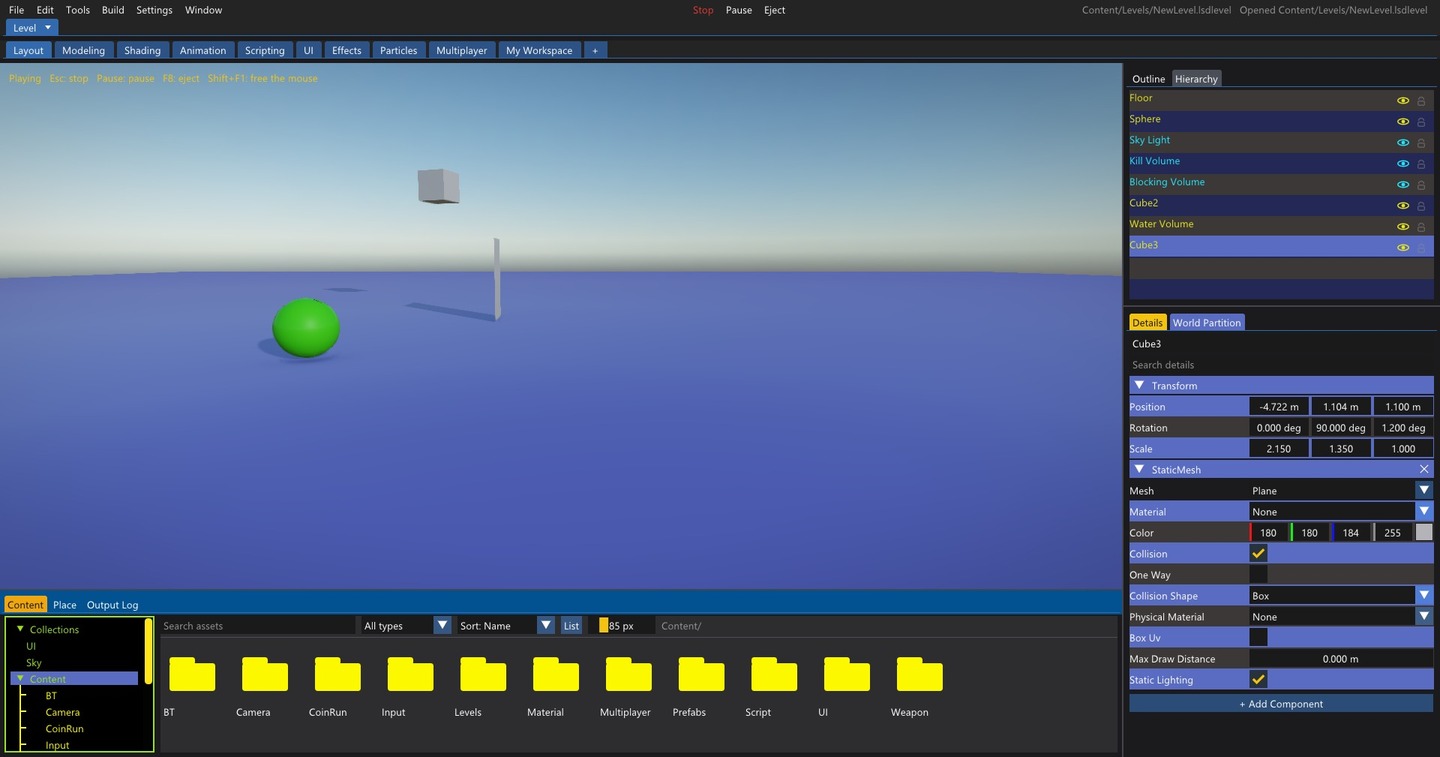 File Edit Tools Build Settings Window Stop Pause Eject Content/Levels/NewLevel.lsdlevel Opened Content/Levels/NewLevel.lsdlevel
Level
Layout Modeling Shading Animation Scripting UI Effects Particles Multiplayer My Workspace +
Playing Esc: stop Pause: pause F8: eject Shift+F1: free the mouse
Outline Hierarchy
Floor
Sphere
Sky Light
Kill Volume
Blocking Volume
Cube2
Water Volume
Cube3
Details World Partition
Cube3
Search details
Transform
Position -4.722 m 1.104 m 1.100 m
Rotation 0.000 deg 90.000 deg 1.200 deg
Scale 2.150 1.350 1.000
StaticMesh
Mesh Plane
Material None
Color 180 180 184 255
Collision
One Way
Collision Shape Box
Physical Material None
Box Uv
Max Draw Distance 0.000 m
Static Lighting
+ Add Component
Content Place Output Log
Collections
UI
Sky
Content
BT
Camera
CoinRun
Input
Search assets All types Sort: Name List 85 px Content/
BT Camera CoinRun Input Levels Material Multiplayer Prefabs Script UI Weapon